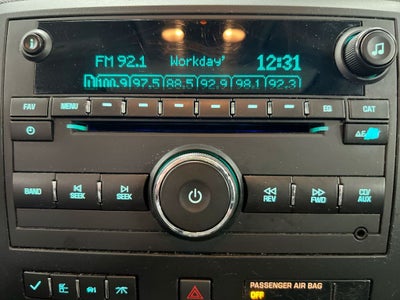 FM 92.1 Workday' 12:31
100.9 97.5 88.5 92.9 98.1 92.3
FAV MENU EQ CAT
BAND SEEK SEEK REV FWD CD/
AUX
PASSENGER AIR BAG
OFF